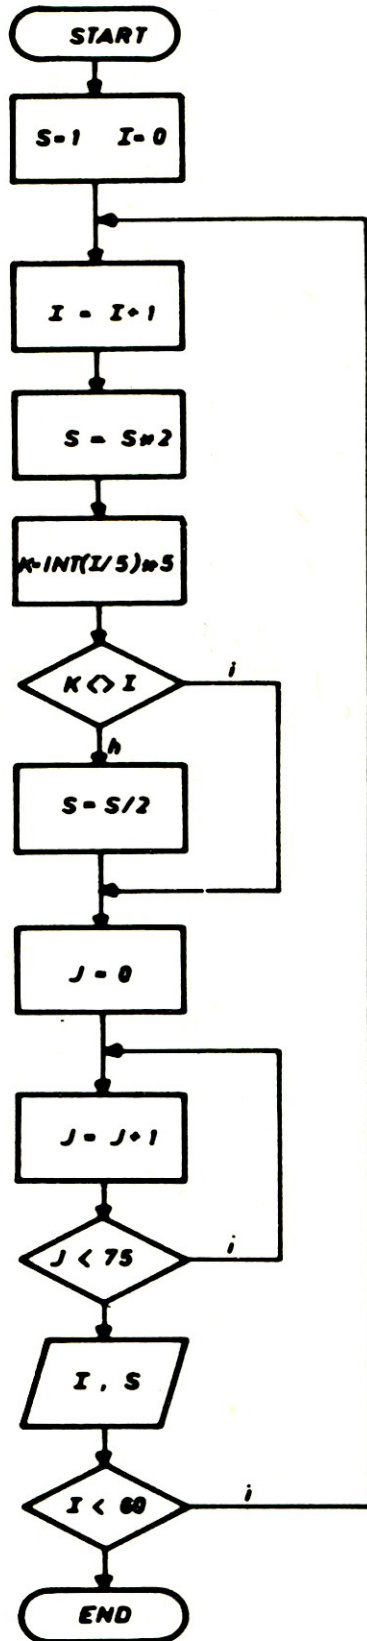 START
S=1 I=0
I = I+1
S = S*2
K=INT(I/5)*5
K<>I
i
h
S=S/2
J=0
J=J+1
J<75
i
I, S
I<60
i
END